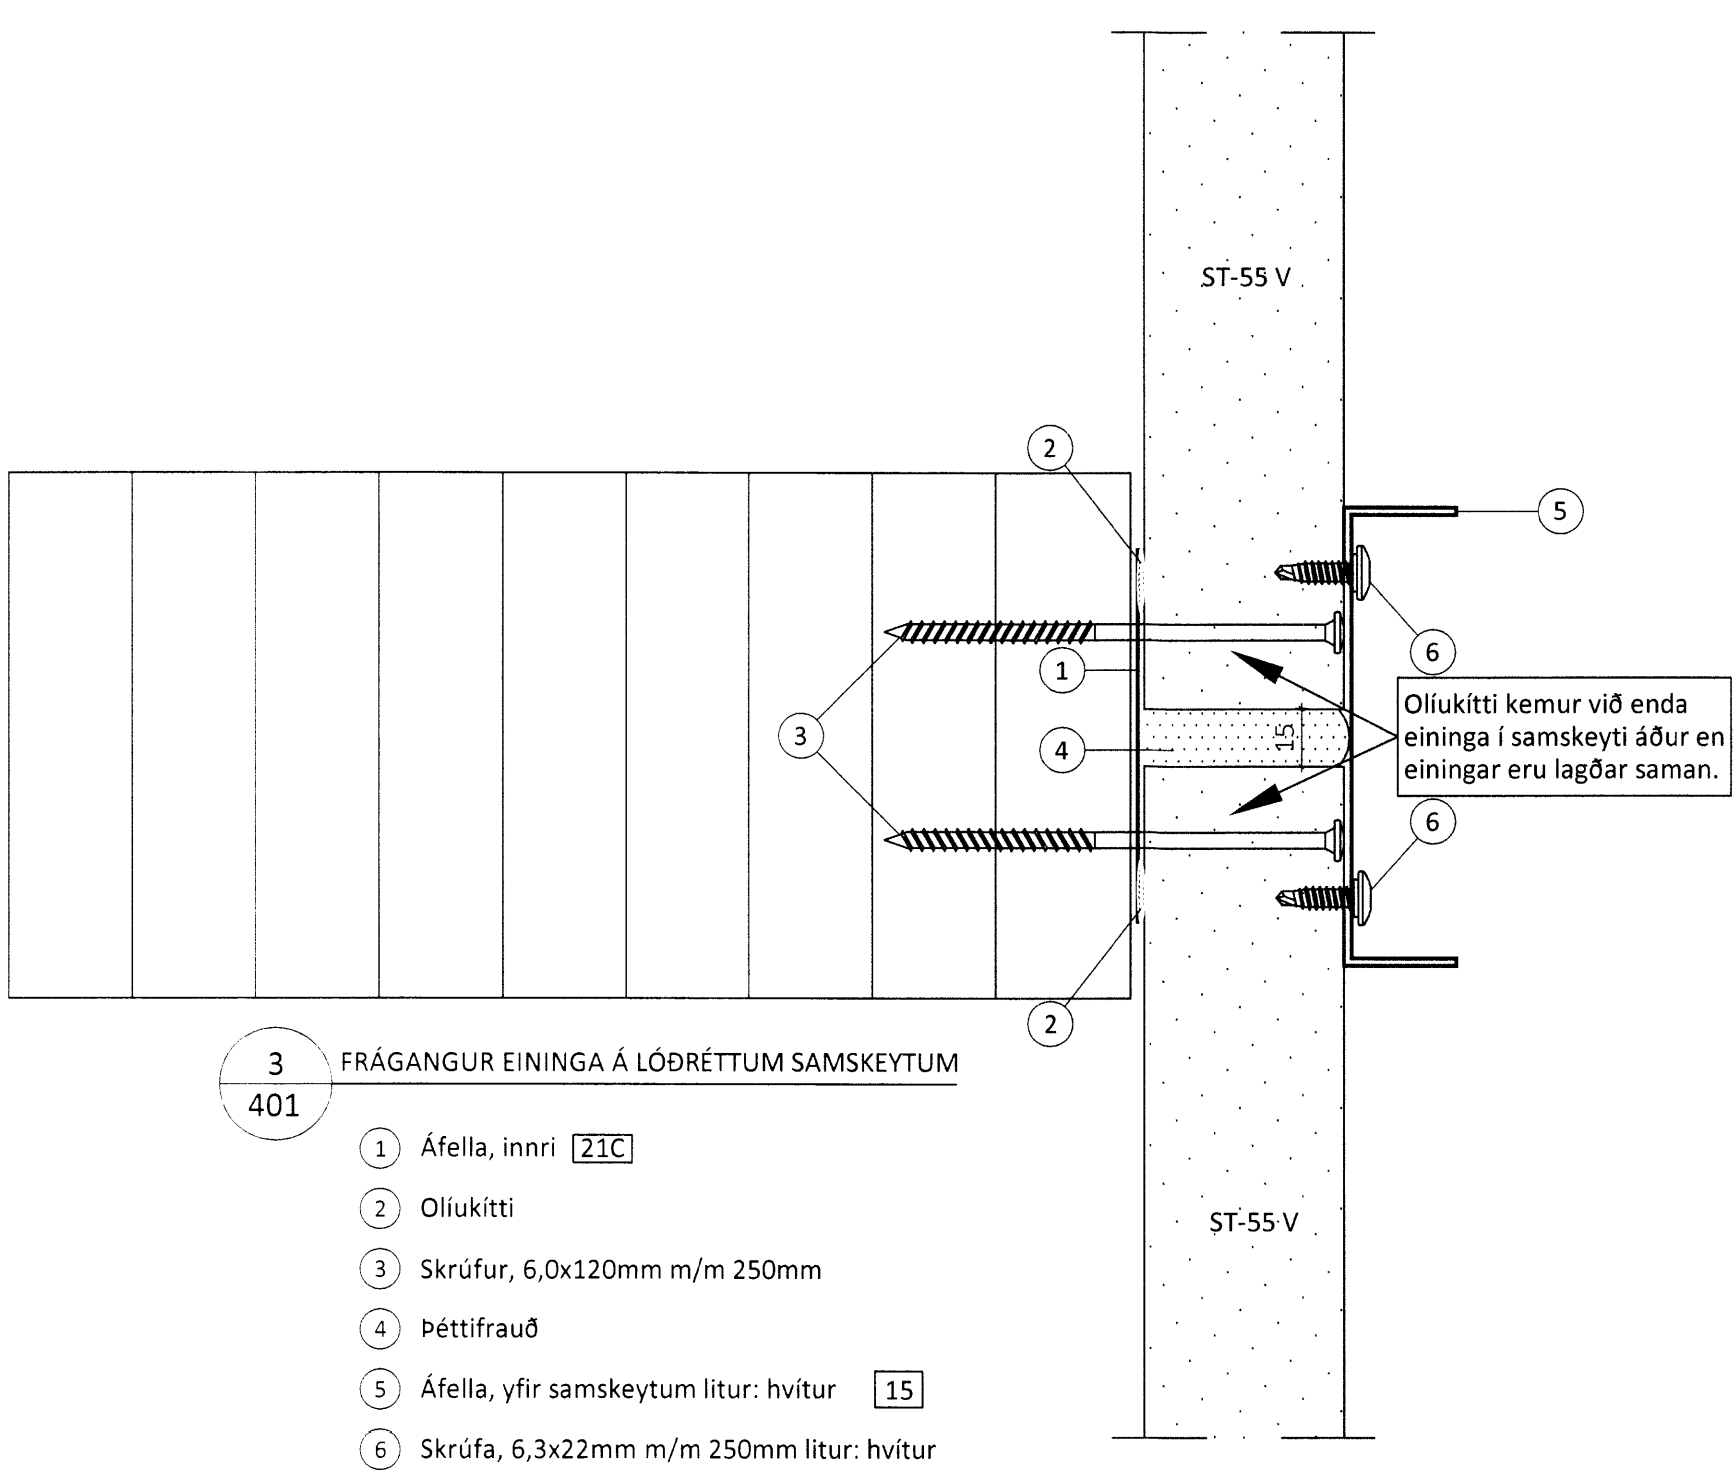 ST-55 V
2
5
6
1
3
4
15
Olíukítti kemur við enda
eininga í samskeyti áður en
einingar eru lagðar saman.
6
2
ST-55 V
3
401
FRÁGANGUR EININGA Á LÓÐRÉTTUM SAMSKEYTUM
1 Áfella, innri 21C
2 Olíukítti
3 Skrúfur, 6,0x120mm m/m 250mm
4 Þéttifrauð
5 Áfella, yfir samskeytum litur: hvítur 15
6 Skrúfa, 6,3x22mm m/m 250mm litur: hvítur